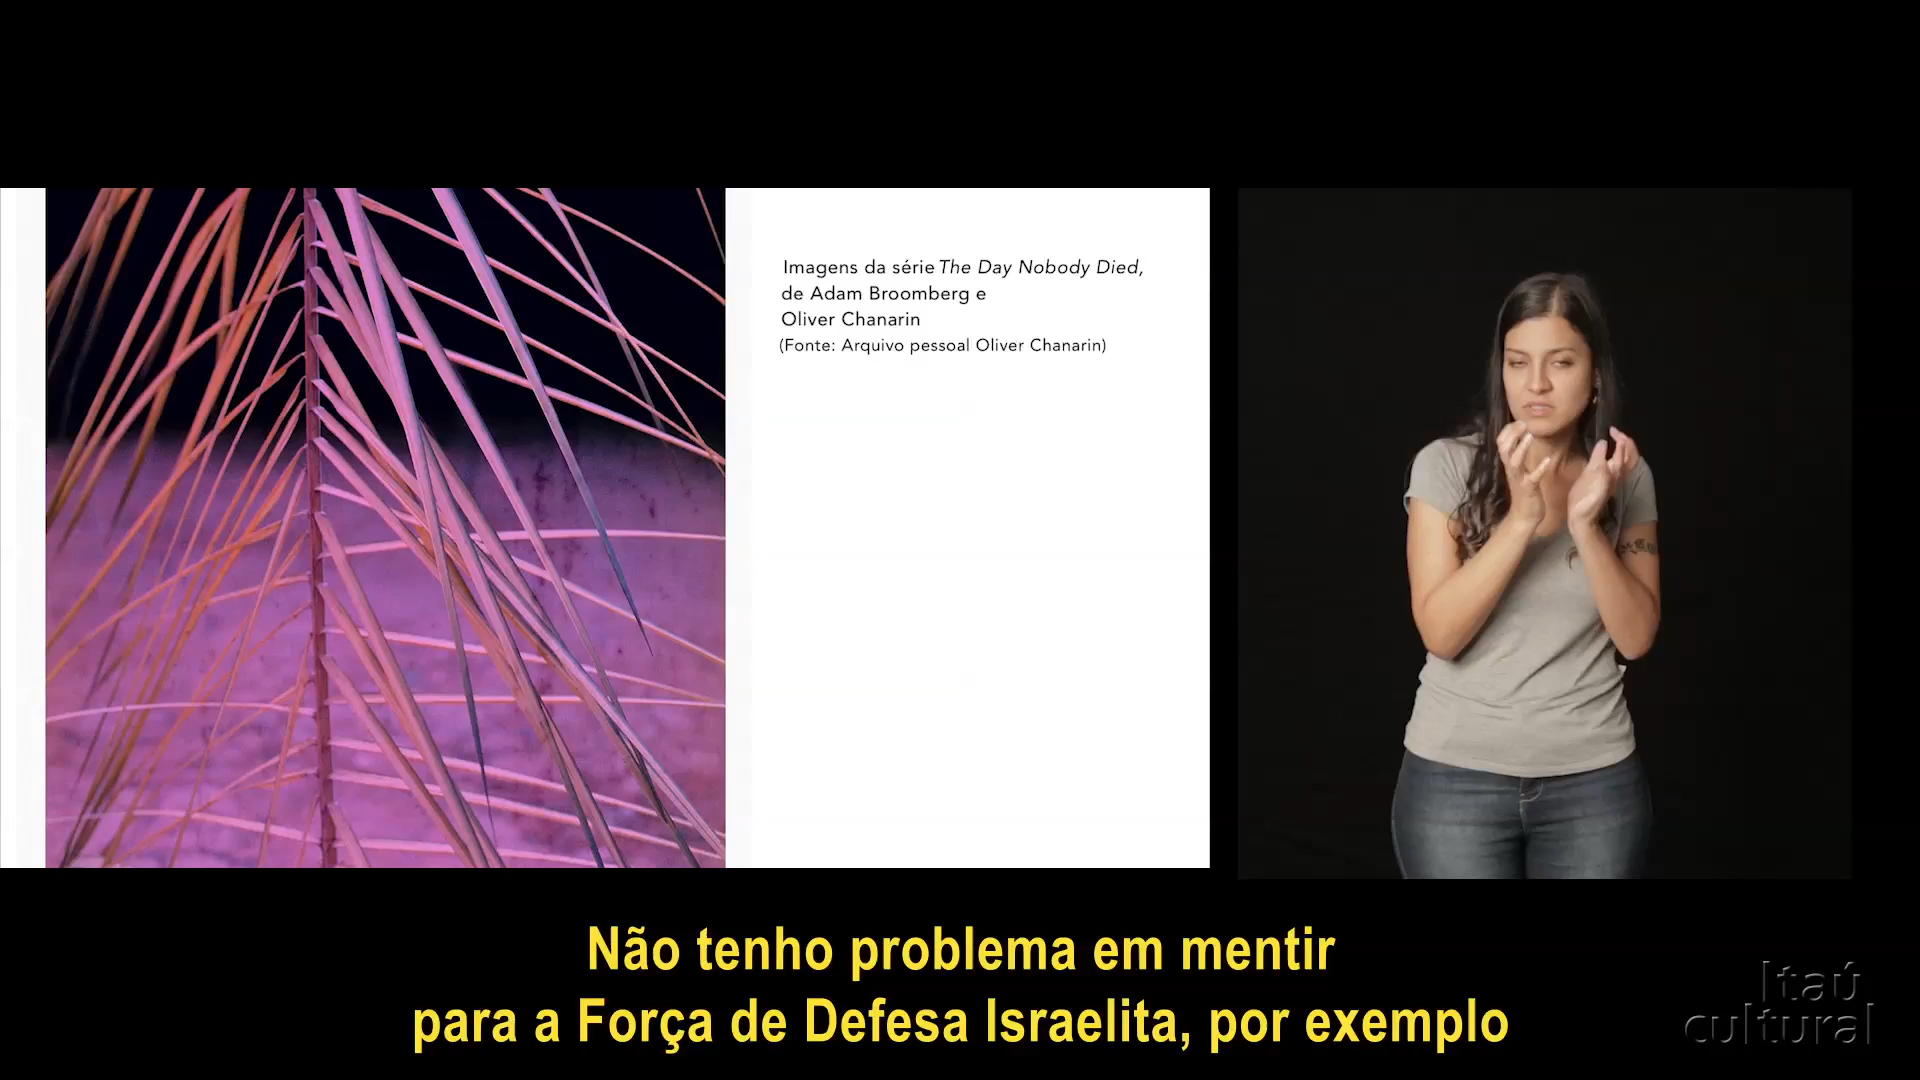 Imagens da série The Day Nobody Died,
de Adam Broomberg e
Oliver Chanarin
(Fonte: Arquivo pessoal Oliver Chanarin)
Não tenho problema em mentir
para a Força de Defesa Israelita, por exemplo
Itaú
cultural